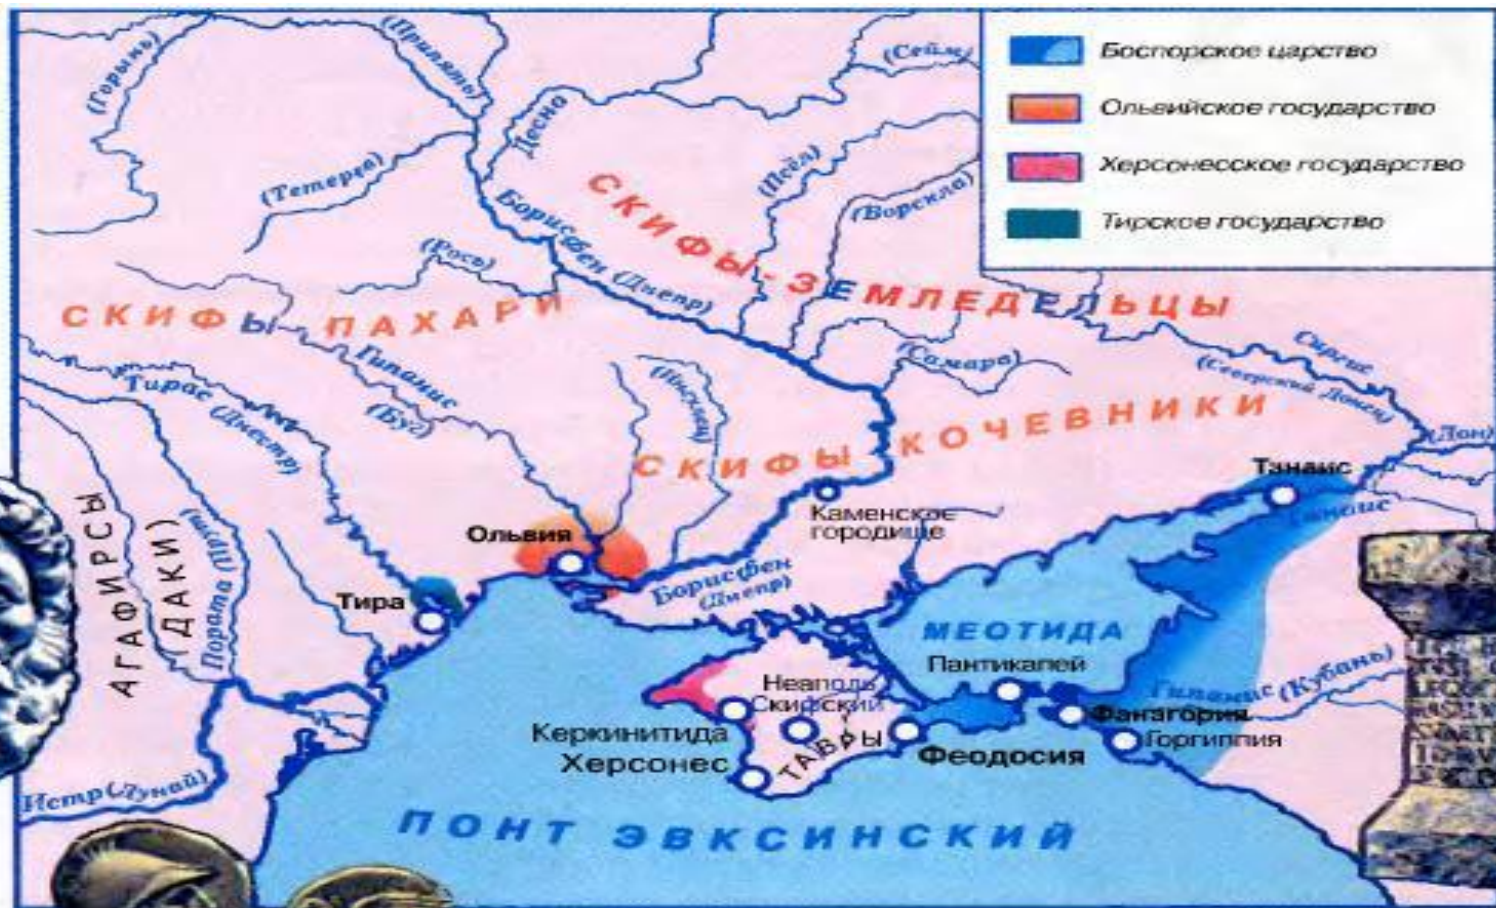 Боспорское царство
Ольвийское государство
Херсонесское государство
Тирское государство
(Горынь)
(Припять)
(Сейм)
Десна
(Тетерев)
(Псёл)
(Ворскла)
СКИФЫ-ЗЕМЛЕДЕЛЬЦЫ
Борисфен (Днепр)
(Рось)
СКИФЫ ПАХАРИ
Гипанис
(Буг)
Тирас (Днестр)
(Самара)
Сиргис
(Северский Донец)
(Дон)
СКИФЫ КОЧЕВНИКИ
Танаис
Танаис
Каменское
городище
Ольвия
Борисфен
(Днепр)
Тира
АГАФИРСЫ
(ДАКИ)
Пората
МЕОТИДА
Пантикапей
Неаполь
Скифский
Гипанис (Кубань)
Фанагория
Горгиппия
Керкинитида
Херсонес
ТАВРЫ
Феодосия
Истр (Дунай)
ПОНТ ЭВКСИНСКИЙ